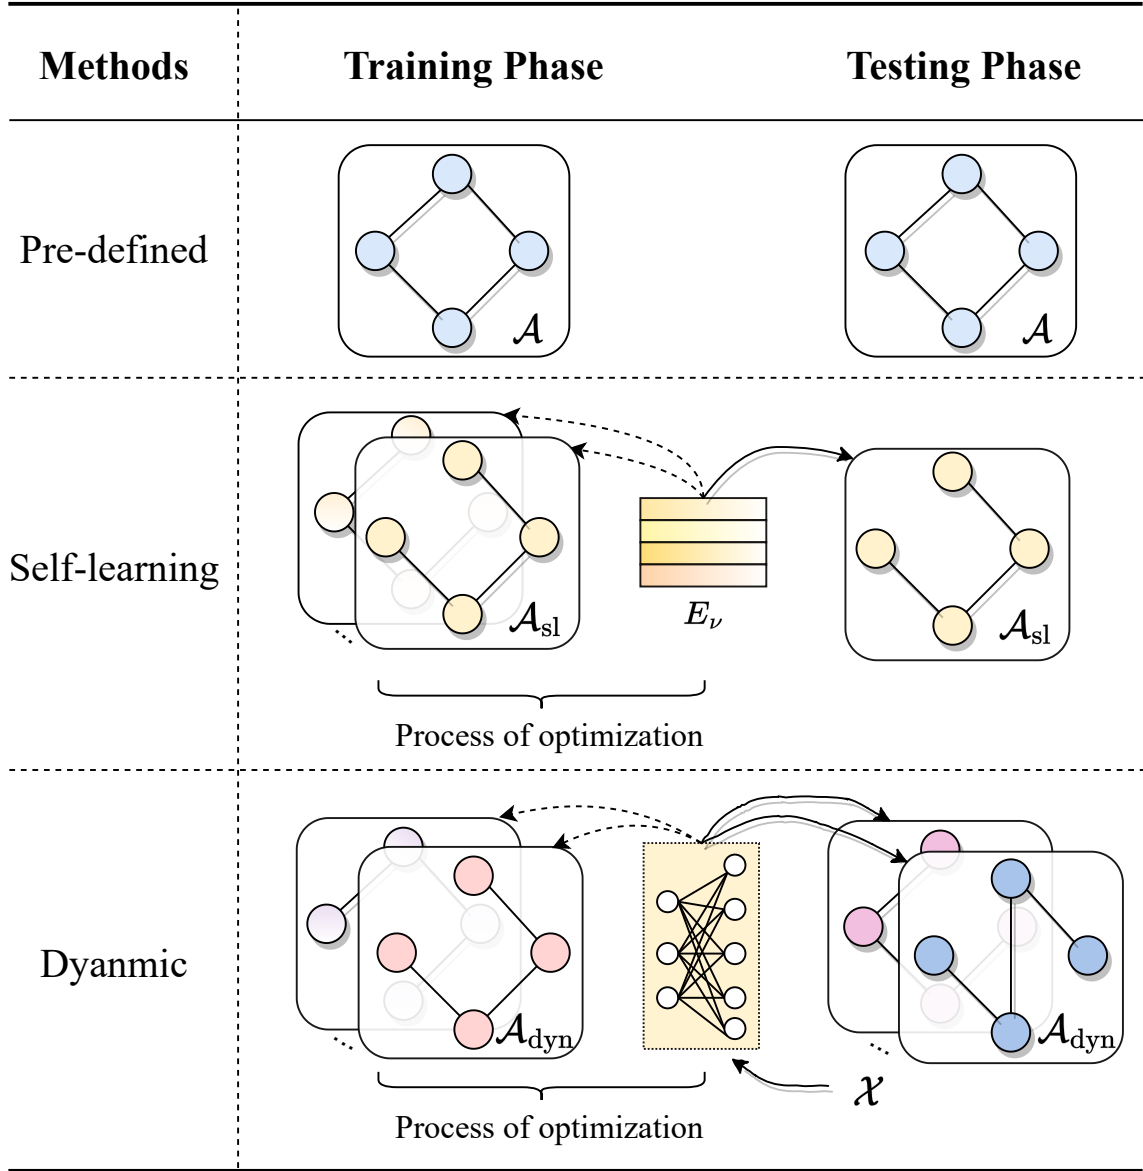 Methods Training Phase Testing Phase
Pre-defined
𝒜 𝒜
Self-learning
𝒜sl Eν 𝒜sl
Process of optimization
Dyanmic
𝒜dyn 𝒜dyn
𝒳
Process of optimization